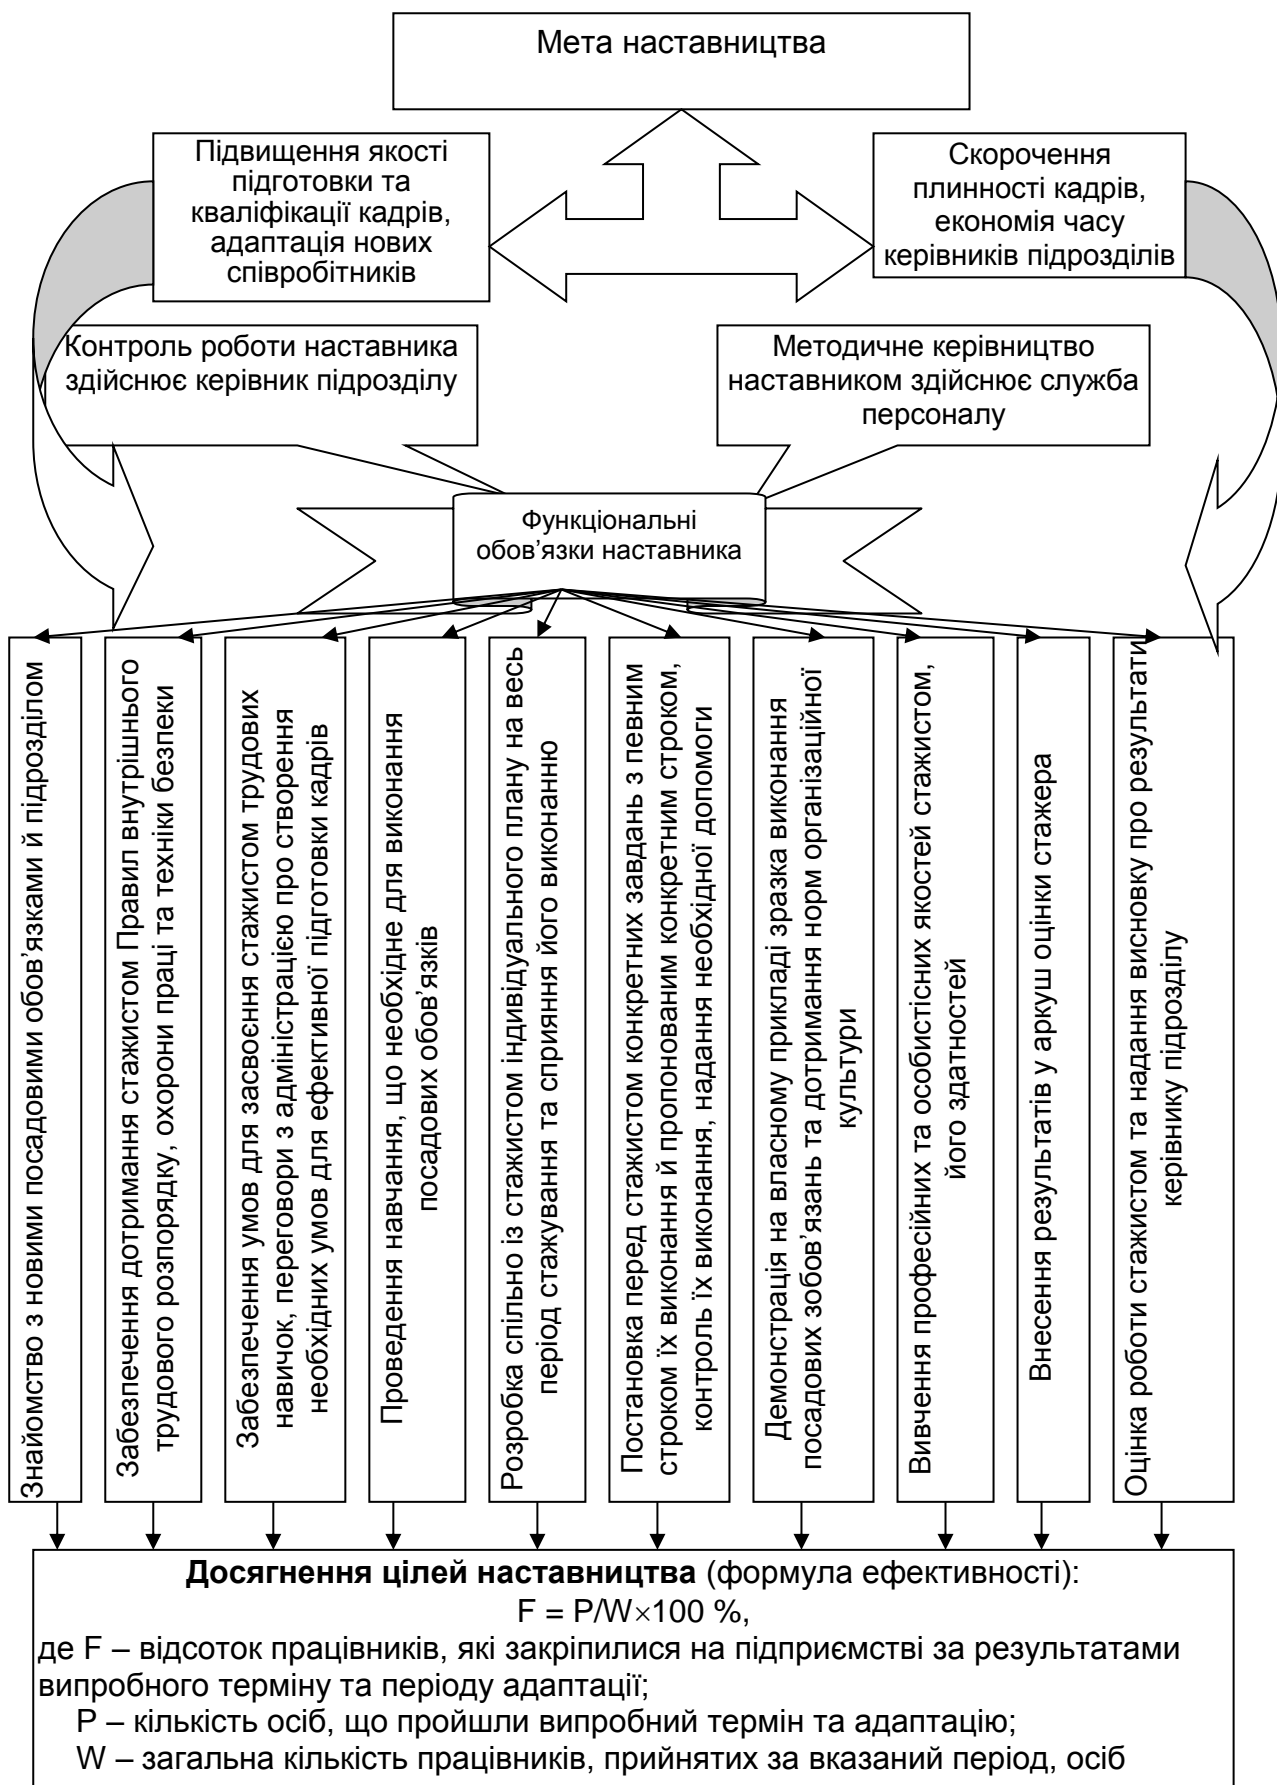 Мета наставництва
Підвищення якості
підготовки та
кваліфікації кадрів,
адаптація нових
співробітників
Скорочення
плинності кадрів,
економія часу
керівників підрозділів
Контроль роботи наставника
здійснює керівник підрозділу
Методичне керівництво
наставником здійснює служба
персоналу
Функціональні
обов’язки наставника
Знайомство з новими посадовими обов’язками й підрозділом
Забезпечення дотримання стажистом Правил внутрішнього
трудового розпорядку, охорони праці та техніки безпеки
Забезпечення умов для засвоєння стажистом трудових
навичок, переговори з адміністрацією про створення
необхідних умов для ефективної підготовки кадрів
Проведення навчання, що необхідне для виконання
посадових обов’язків
Розробка спільно із стажистом індивідуального плану на весь
період стажування та сприяння його виконанню
Постановка перед стажистом конкретних завдань з певним
строком їх виконання й пропонованим конкретним строком,
контроль їх виконання, надання необхідної допомоги
Демонстрація на власному прикладі зразка виконання
посадових зобов’язань та дотримання норм організаційної
культури
Вивчення професійних та особистісних якостей стажистом,
його здатностей
Внесення результатів у аркуш оцінки стажера
Оцінка роботи стажистом та надання висновку про результати
керівнику підрозділу
Досягнення цілей наставництва (формула ефективності):
F = P/W×100 %,
де F – відсоток працівників, які закріпилися на підприємстві за результатами
випробного терміну та періоду адаптації;
P – кількість осіб, що пройшли випробний термін та адаптацію;
W – загальна кількість працівників, прийнятих за вказаний період, осіб